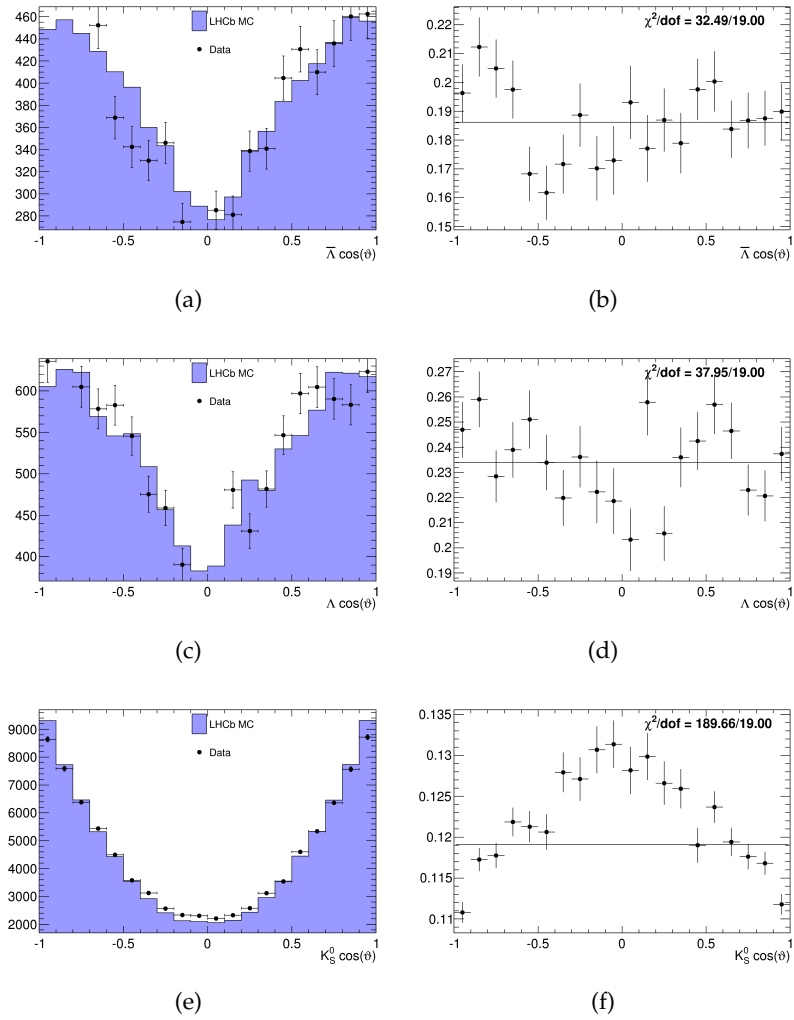 460
440
420
400
380
360
340
320
300
280
LHCb MC
Data
-1 -0.5 0 0.5 1
Λ̅ cos(ϑ)
(a)
0.22
0.21
0.2
0.19
0.18
0.17
0.16
0.15
χ²/dof = 32.49/19.00
-1 -0.5 0 0.5 1
Λ̅ cos(ϑ)
(b)
600
500
400
LHCb MC
Data
-1 -0.5 0 0.5 1
Λ cos(ϑ)
(c)
0.27
0.26
0.25
0.24
0.23
0.22
0.21
0.2
0.19
χ²/dof = 37.95/19.00
-1 -0.5 0 0.5 1
Λ cos(ϑ)
(d)
9000
8000
7000
6000
5000
4000
3000
2000
LHCb MC
Data
-1 -0.5 0 0.5 1
K⁰_S cos(ϑ)
(e)
0.135
0.13
0.125
0.12
0.115
0.11
χ²/dof = 189.66/19.00
-1 -0.5 0 0.5 1
K⁰_S cos(ϑ)
(f)